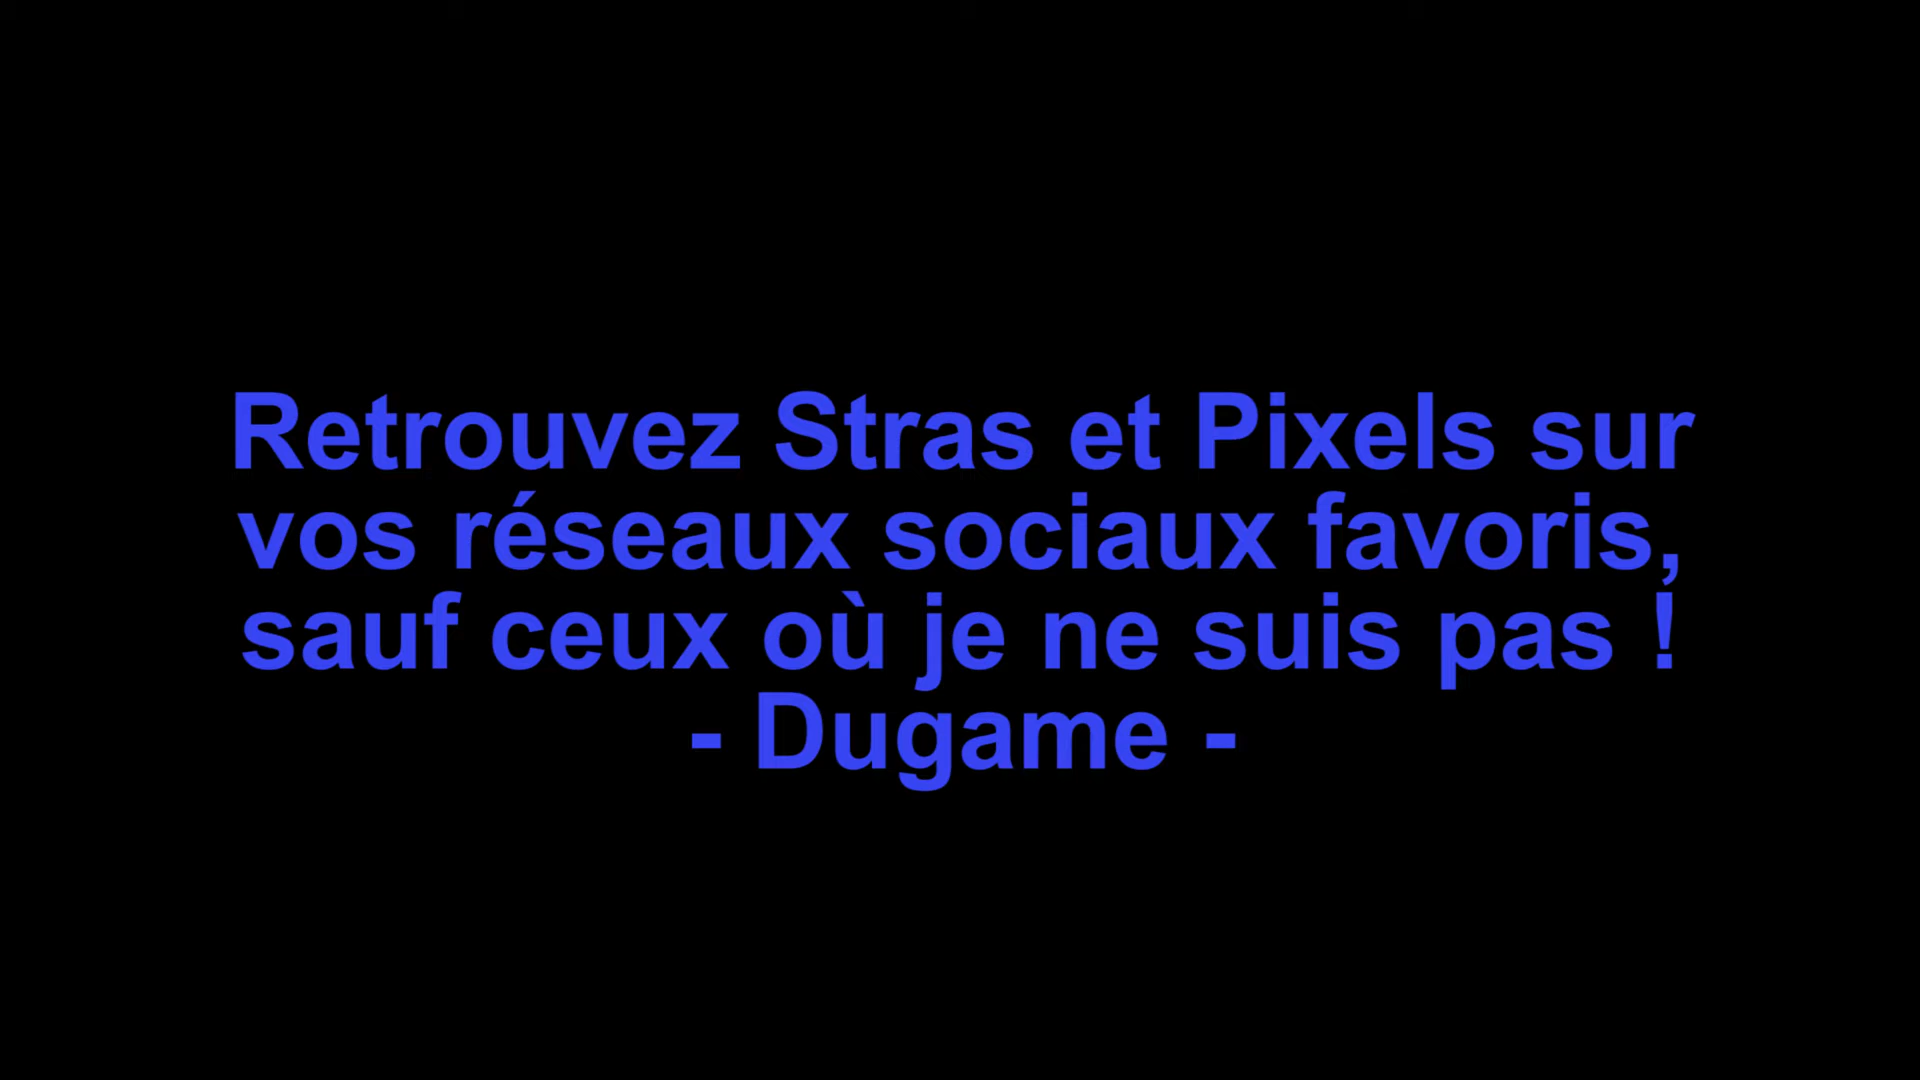 Retrouvez Stras et Pixels sur
vos réseaux sociaux favoris,
sauf ceux où je ne suis pas !
- Dugame -